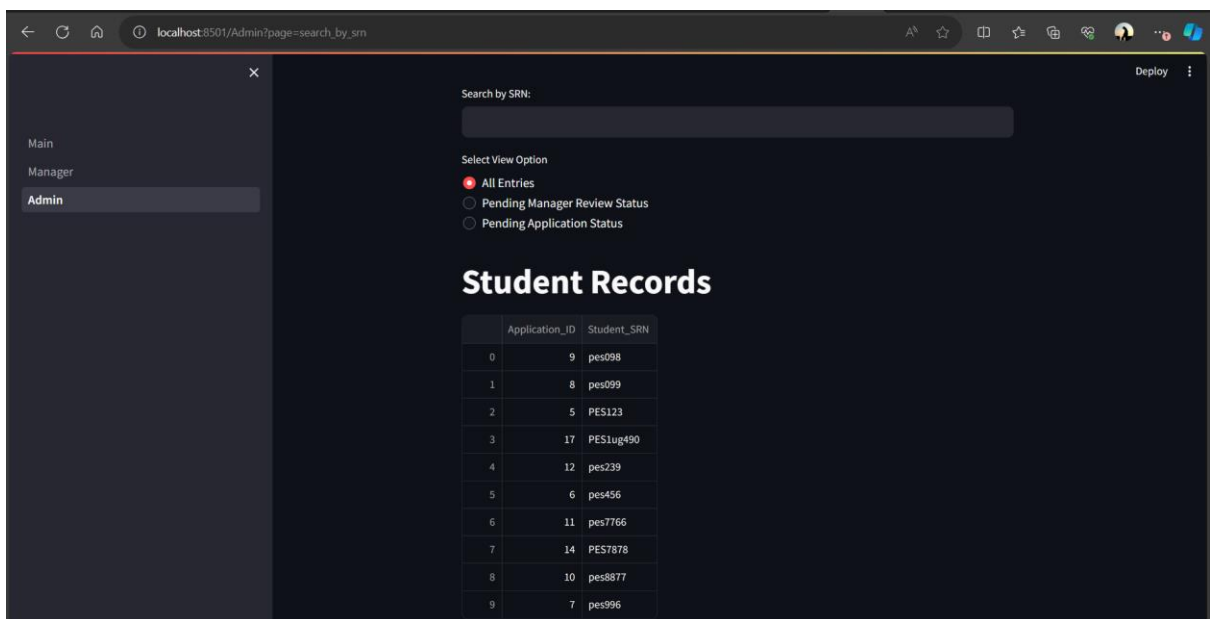 localhost:8501/Admin?page=search_by_srn
Deploy
Main
Manager
Admin
Search by SRN:
Select View Option
All Entries
Pending Manager Review Status
Pending Application Status
Student Records
Application_ID Student_SRN
0 9 pes098
1 8 pes099
2 5 PES123
3 17 PES1ug490
4 12 pes239
5 6 pes456
6 11 pes7766
7 14 PES7878
8 10 pes8877
9 7 pes996